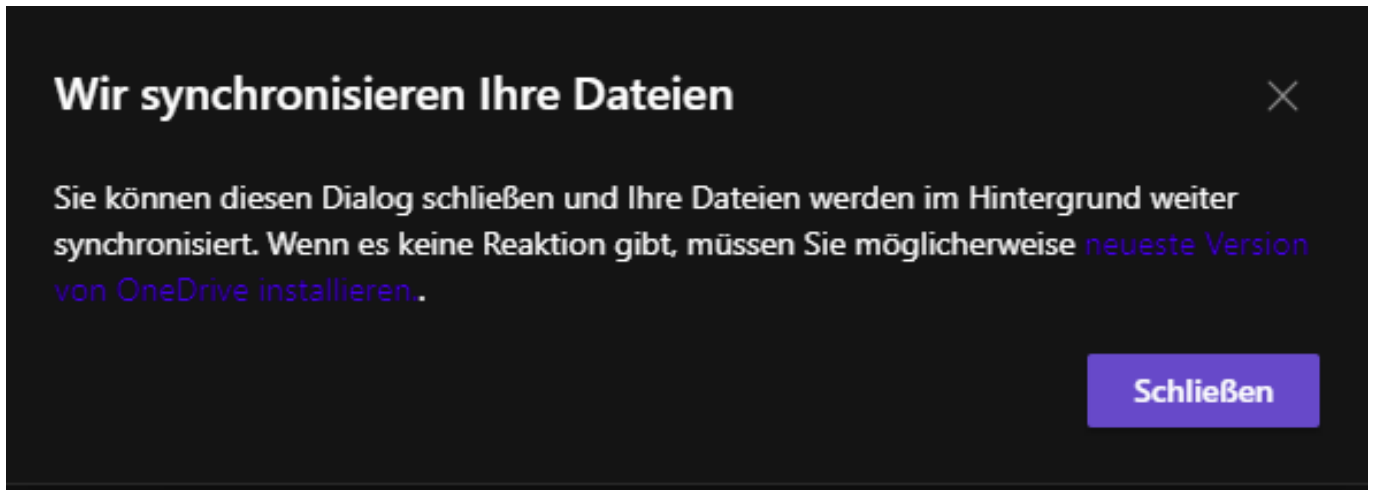 Wir synchronisieren Ihre Dateien
Sie können diesen Dialog schließen und Ihre Dateien werden im Hintergrund weiter
synchronisiert. Wenn es keine Reaktion gibt, müssen Sie möglicherweise neueste Version
von OneDrive installieren..
Schließen